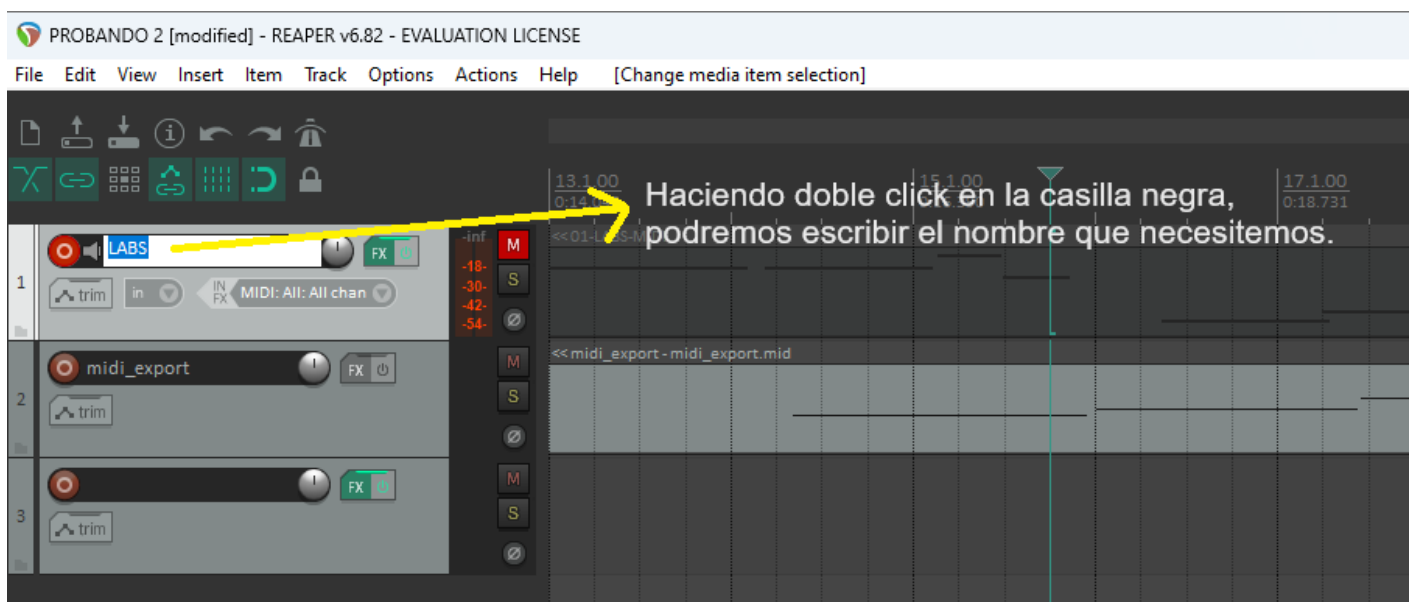 PROBANDO 2 [modified] - REAPER v6.82 - EVALUATION LICENSE
File Edit View Insert Item Track Options Actions Help [Change media item selection]
13.1.00
15.1.00
17.1.00
0:18.731
Haciendo doble click en la casilla negra,
podremos escribir el nombre que necesitemos.
1
LABS
FX
-inf
M
-18-
S
-30-
-42-
-54-
trim
in
IN
FX
MIDI: All: All chan
2
midi_export
FX
M
S
trim
<<midi_export - midi_export.mid
3
FX
M
S
trim